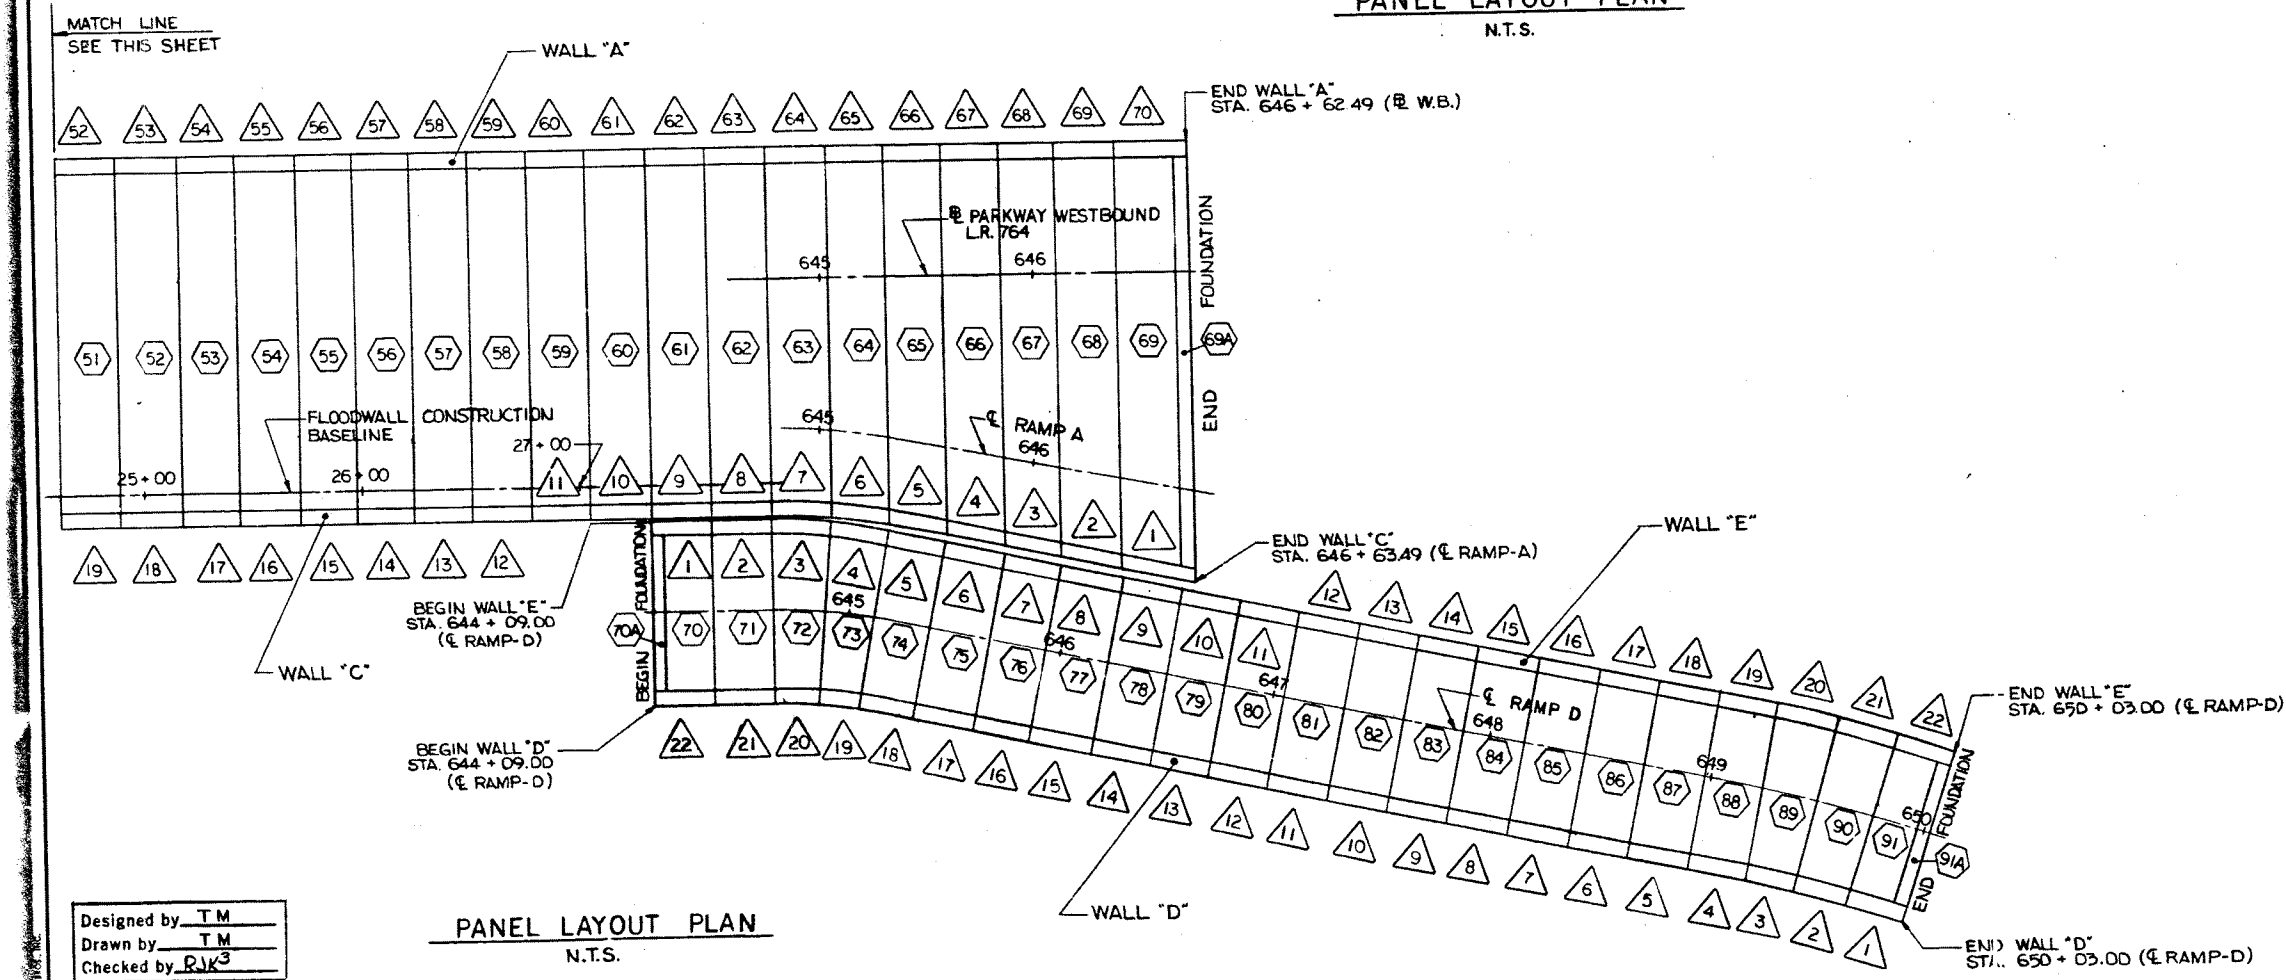 PANEL LAYOUT PLAN
N.T.S.
MATCH LINE
SEE THIS SHEET
WALL "A"
END WALL "A"
STA. 646 + 62.49 (℄ W.B.)
52 53 54 55 56 57 58 59 60 61 62 63 64 65 66 67 68 69 70
℄ PARKWAY WESTBOUND
L.R. 764
645 646
END FOUNDATION
51 52 53 54 55 56 57 58 59 60 61 62 63 64 65 66 67 68 69 69A
FLOODWALL CONSTRUCTION
BASELINE
27+00
645
℄ RAMP A
646
25+00 26+00
11 10 9 8 7 6 5 4 3 2 1
END WALL "C"
STA. 646 + 63.49 (℄ RAMP-A)
WALL "E"
19 18 17 16 15 14 13 12
BEGIN WALL "E"
STA. 644 + 09.00
(℄ RAMP-D)
WALL "C"
BEGIN FOUNDATION
1 2 3 4 5 6 7 8 9 10 11 12 13 14 15 16 17 18 19 20 21 22
645 646 647 648 649 650
70A 70 71 72 73 74 75 76 77 78 79 80 81 82 83 84 85 86 87 88 89 90 91 91A
℄ RAMP D
END WALL "E"
STA. 650 + 03.00 (℄ RAMP-D)
END FOUNDATION
BEGIN WALL "D"
STA. 644 + 09.00
(℄ RAMP-D)
22 21 20 19 18 17 16 15 14 13 12 11 10 9 8 7 6 5 4 3 2 1
WALL "D"
END WALL "D"
STA. 650 + 03.00 (℄ RAMP-D)
Designed by TM
Drawn by TM
Checked by RJK3
PANEL LAYOUT PLAN
N.T.S.